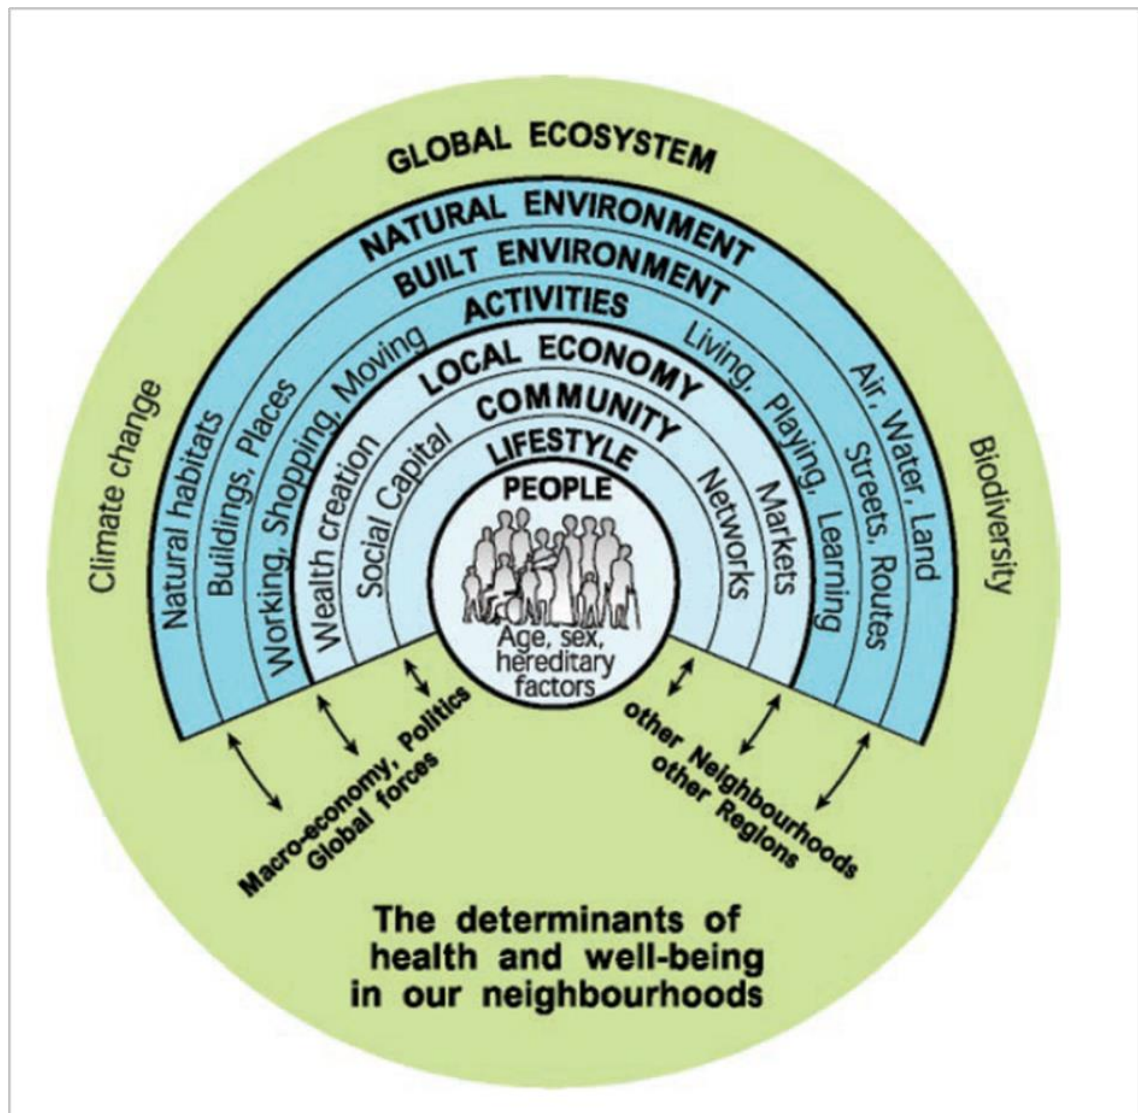 GLOBAL ECOSYSTEM
NATURAL ENVIRONMENT
BUILT ENVIRONMENT
ACTIVITIES
LOCAL ECONOMY
COMMUNITY
LIFESTYLE
PEOPLE
Age, sex,
hereditary
factors
Climate change
Natural habitats
Buildings, Places
Working, Shopping, Moving
Wealth creation
Social Capital
Networks
Markets
Living, Playing, Learning
Streets, Routes
Air, Water, Land
Biodiversity
Macro-economy, Politics
Global forces
other Neighbourhoods
other Regions
The determinants of
health and well-being
in our neighbourhoods